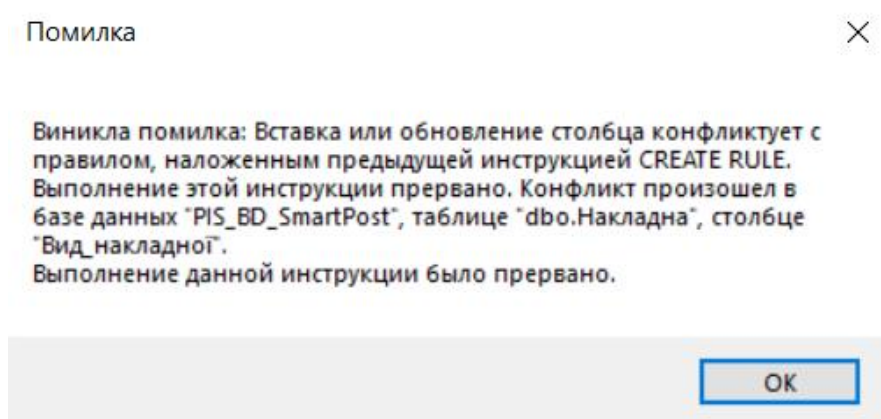 Помилка
Виникла помилка: Вставка или обновление столбца конфликтует с
правилом, наложенным предыдущей инструкцией CREATE RULE.
Выполнение этой инструкции прервано. Конфликт произошел в
базе данных "PIS_BD_SmartPost", таблице "dbo.Накладна", столбце
"Вид_накладної".
Выполнение данной инструкции было прервано.
OK